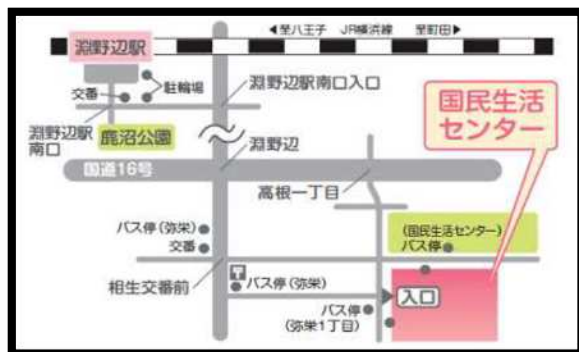 ◀至八王子 JR横浜線 至町田▶
淵野辺駅
駐輪場
交番
淵野辺駅南口入口
淵野辺駅
南口
鹿沼公園
淵野辺
国民生活
センター
国道16号
高根一丁目
バス停(弥栄)
交番
(国民生活センター)
バス停
相生交番前
〒
バス停(弥栄)
入口
バス停
(弥栄1丁目)